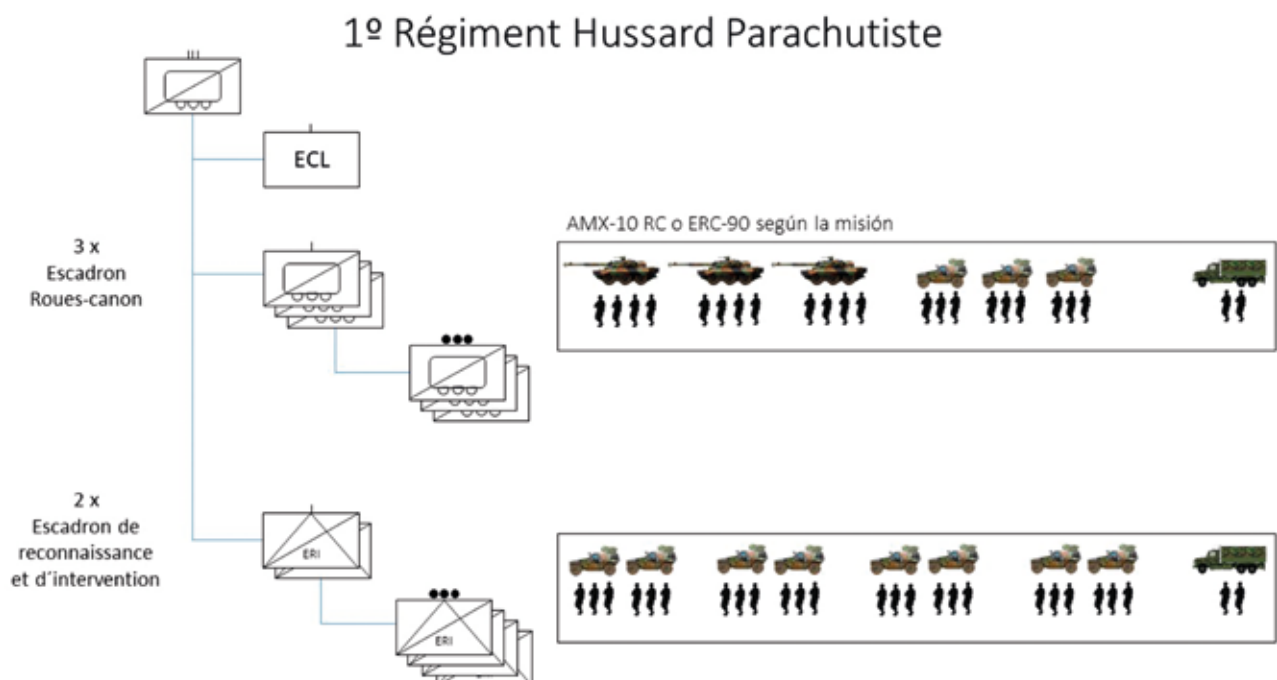 1º Régiment Hussard Parachutiste
ECL
AMX-10 RC o ERC-90 según la misión
3 x
Escadron
Roues-canon
2 x
Escadron de
reconnaissance
et d´intervention
ERI
ERI